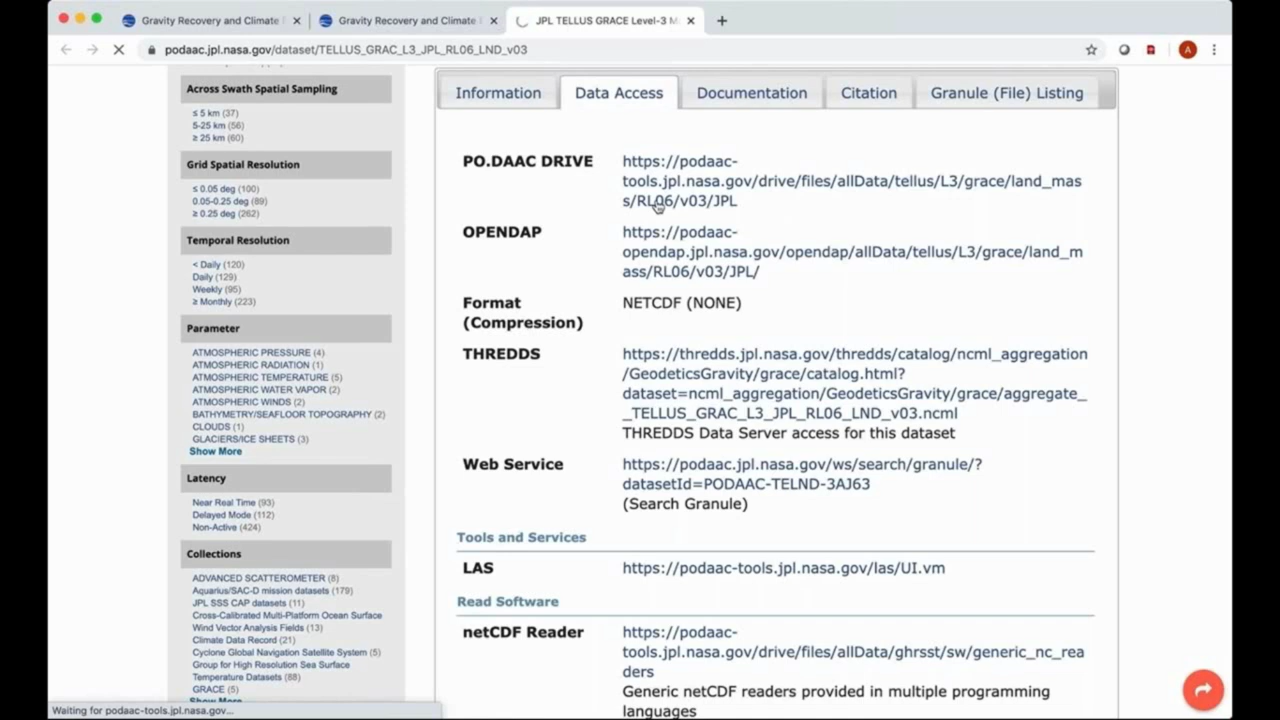 Gravity Recovery and Climate
Gravity Recovery and Climate
JPL TELLUS GRACE Level-3 M
podaac.jpl.nasa.gov/dataset/TELLUS_GRAC_L3_JPL_RL06_LND_v03
A
Across Swath Spatial Sampling
≤ 5 km (37)
5-25 km (56)
≥ 25 km (60)
Grid Spatial Resolution
≤ 0.05 deg (100)
0.05-0.25 deg (89)
≥ 0.25 deg (262)
Temporal Resolution
< Daily (120)
Daily (129)
Weekly (95)
≥ Monthly (223)
Parameter
ATMOSPHERIC PRESSURE (4)
ATMOSPHERIC RADIATION (1)
ATMOSPHERIC TEMPERATURE (5)
ATMOSPHERIC WATER VAPOR (2)
ATMOSPHERIC WINDS (2)
BATHYMETRY/SEAFLOOR TOPOGRAPHY (2)
CLOUDS (1)
GLACIERS/ICE SHEETS (3)
Show More
Latency
Near Real Time (93)
Delayed Mode (112)
Non-Active (424)
Collections
ADVANCED SCATTEROMETER (8)
Aquarius/SAC-D mission datasets (179)
JPL SSS CAP datasets (11)
Cross-Calibrated Multi-Platform Ocean Surface
Wind Vector Analysis Fields (13)
Climate Data Record (21)
Cyclone Global Navigation Satellite System (5)
Group for High Resolution Sea Surface
Temperature Datasets (88)
GRACE (5)
Show More
Waiting for podaac-tools.jpl.nasa.gov...
Information
Data Access
Documentation
Citation
Granule (File) Listing
PO.DAAC DRIVE
https://podaac-
tools.jpl.nasa.gov/drive/files/allData/tellus/L3/grace/land_mas
s/RL06/v03/JPL
OPENDAP
https://podaac-
opendap.jpl.nasa.gov/opendap/allData/tellus/L3/grace/land_m
ass/RL06/v03/JPL/
Format
(Compression)
NETCDF (NONE)
THREDDS
https://thredds.jpl.nasa.gov/thredds/catalog/ncml_aggregation
/GeodeticsGravity/grace/catalog.html?
dataset=ncml_aggregation/GeodeticsGravity/grace/aggregate_
_TELLUS_GRAC_L3_JPL_RL06_LND_v03.ncml
THREDDS Data Server access for this dataset
Web Service
https://podaac.jpl.nasa.gov/ws/search/granule/?
datasetId=PODAAC-TELND-3AJ63
(Search Granule)
Tools and Services
LAS
https://podaac-tools.jpl.nasa.gov/las/UI.vm
Read Software
netCDF Reader
https://podaac-
tools.jpl.nasa.gov/drive/files/allData/ghrsst/sw/generic_nc_rea
ders
Generic netCDF readers provided in multiple programming
languages